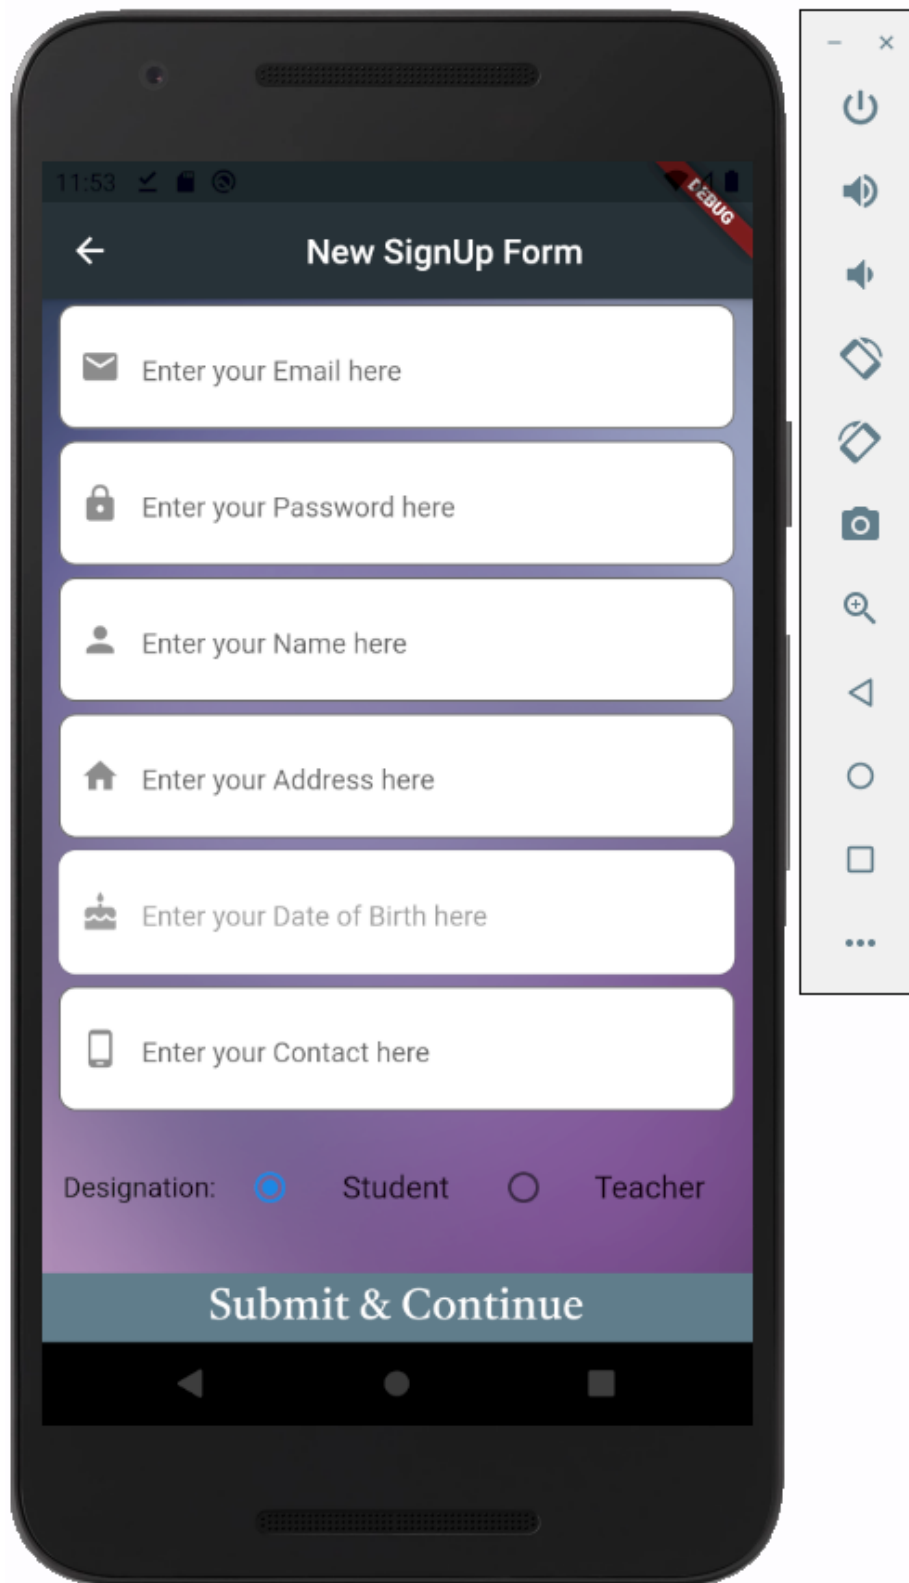 11:53
DEBUG
New SignUp Form
Enter your Email here
Enter your Password here
Enter your Name here
Enter your Address here
Enter your Date of Birth here
Enter your Contact here
Designation: Student Teacher
Submit & Continue